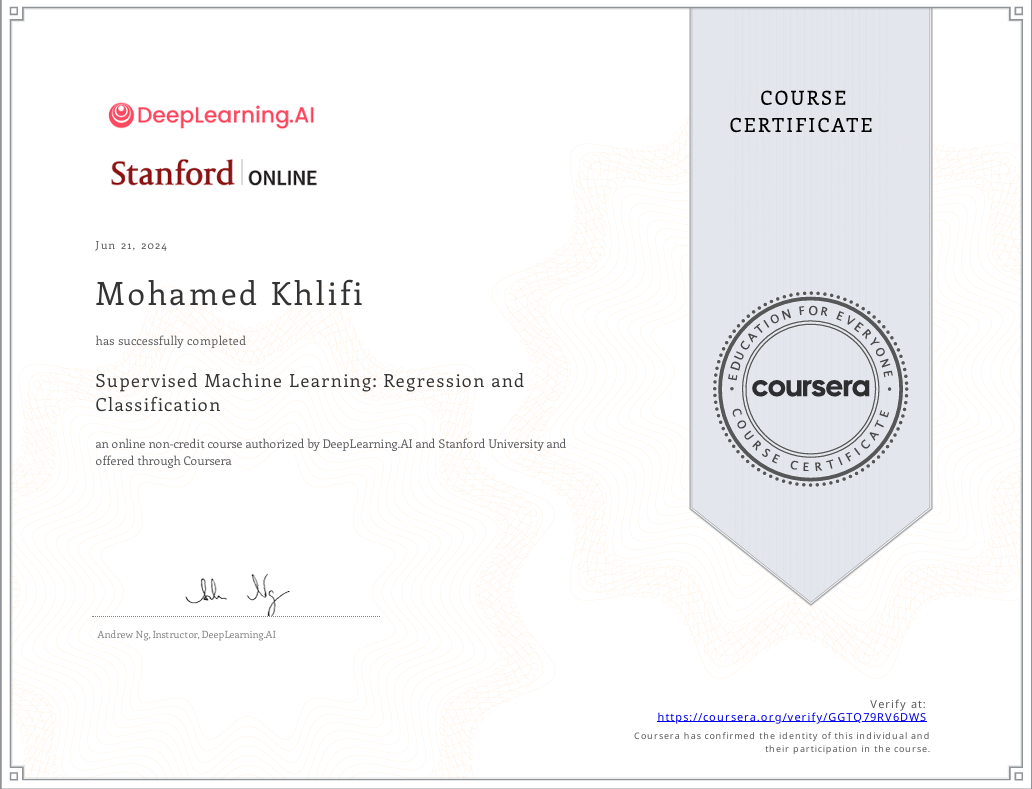 DeepLearning.AI
Stanford ONLINE
Jun 21, 2024
Mohamed Khlifi
has successfully completed
Supervised Machine Learning: Regression and
Classification
an online non-credit course authorized by DeepLearning.AI and Stanford University and
offered through Coursera
Andrew Ng
Andrew Ng, Instructor, DeepLearning.AI
COURSE
CERTIFICATE
EDUCATION FOR EVERYONE
coursera
COURSE CERTIFICATE
Verify at:
https://coursera.org/verify/GGTQ79RV6DWS
Coursera has confirmed the identity of this individual and
their participation in the course.